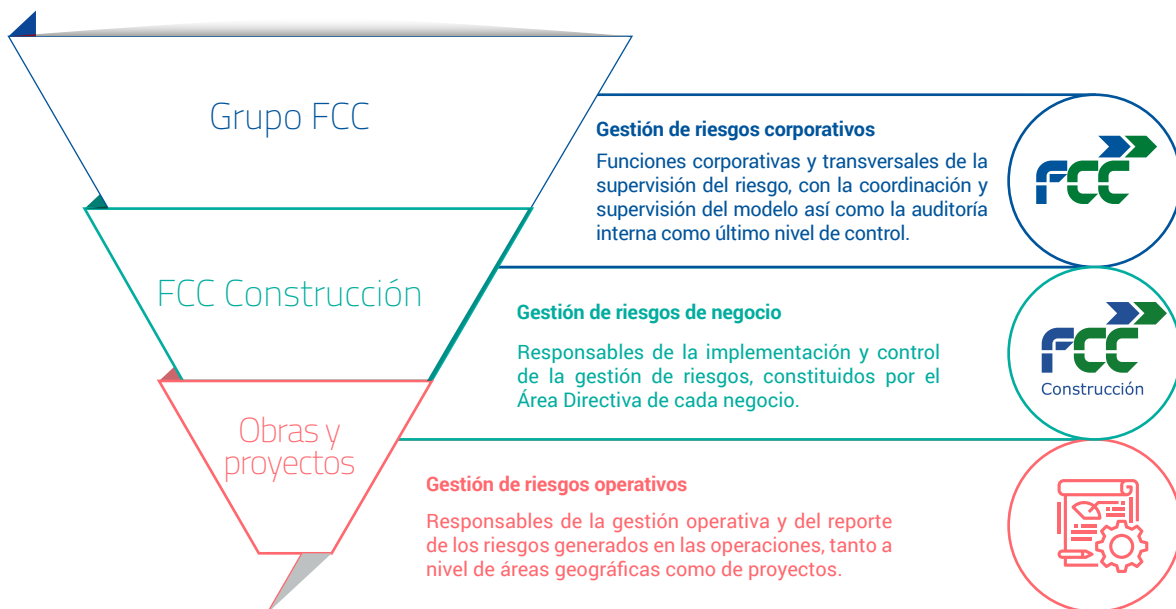 Grupo FCC
Gestión de riesgos corporativos
Funciones corporativas y transversales de la
supervisión del riesgo, con la coordinación y
supervisión del modelo así como la auditoría
interna como último nivel de control.
FCC
FCC Construcción
Gestión de riesgos de negocio
Responsables de la implementación y control
de la gestión de riesgos, constituidos por el
Área Directiva de cada negocio.
FCC
Construcción
Obras y
proyectos
Gestión de riesgos operativos
Responsables de la gestión operativa y del reporte
de los riesgos generados en las operaciones, tanto a
nivel de áreas geográficas como de proyectos.